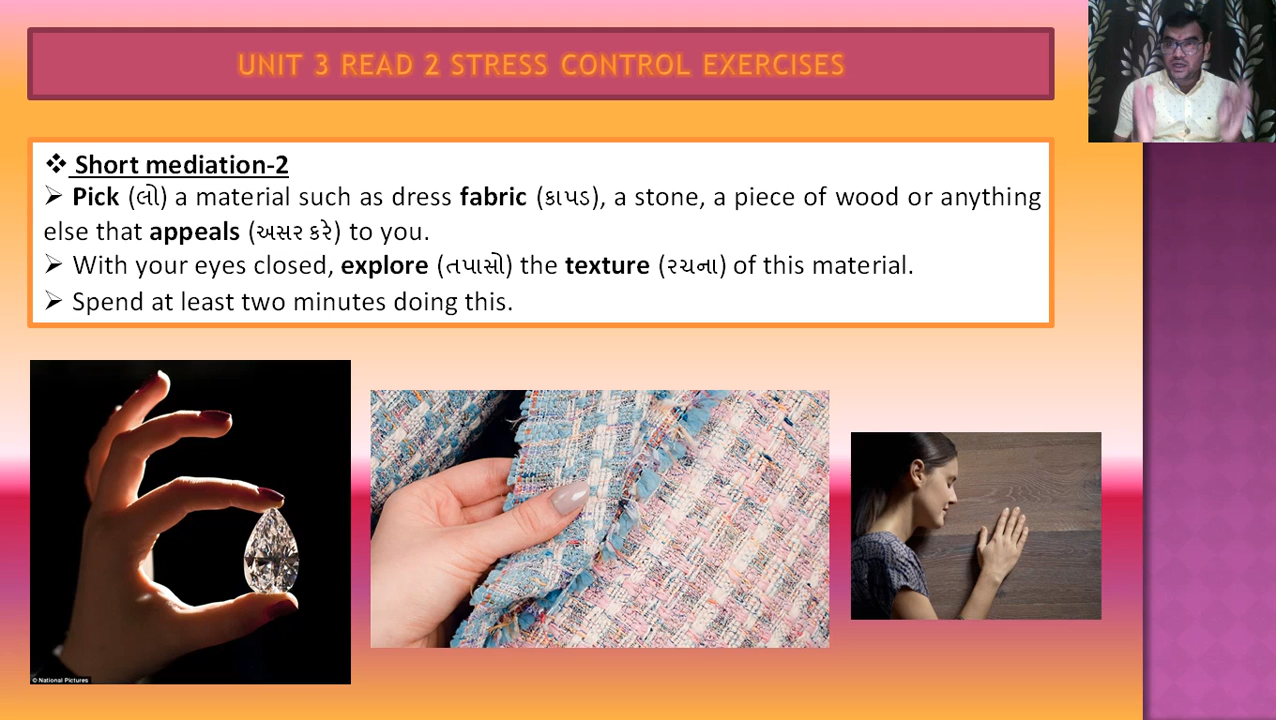 UNIT 3 READ 2 STRESS CONTROL EXERCISES
❖ Short mediation-2
➢ Pick (લો) a material such as dress fabric (કાપડ), a stone, a piece of wood or anything
else that appeals (અસર કરે) to you.
➢ With your eyes closed, explore (તપાસો) the texture (રચના) of this material.
➢ Spend at least two minutes doing this.
© National Pictures